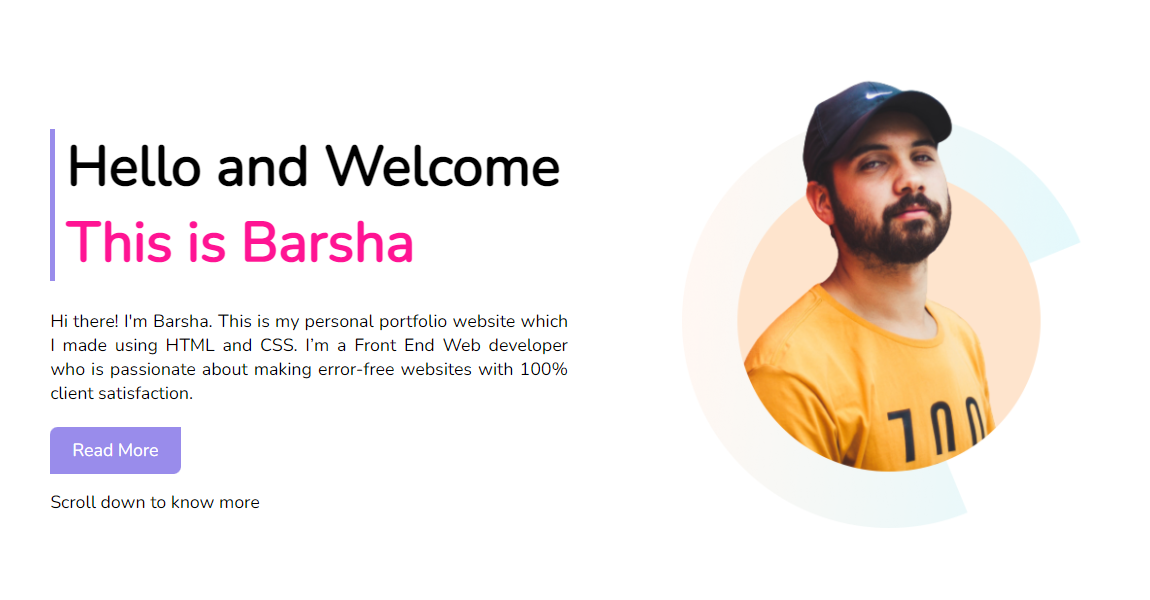 Hello and Welcome
This is Barsha
Hi there! I'm Barsha. This is my personal portfolio website which
I made using HTML and CSS. I’m a Front End Web developer
who is passionate about making error-free websites with 100%
client satisfaction.
Read More
Scroll down to know more